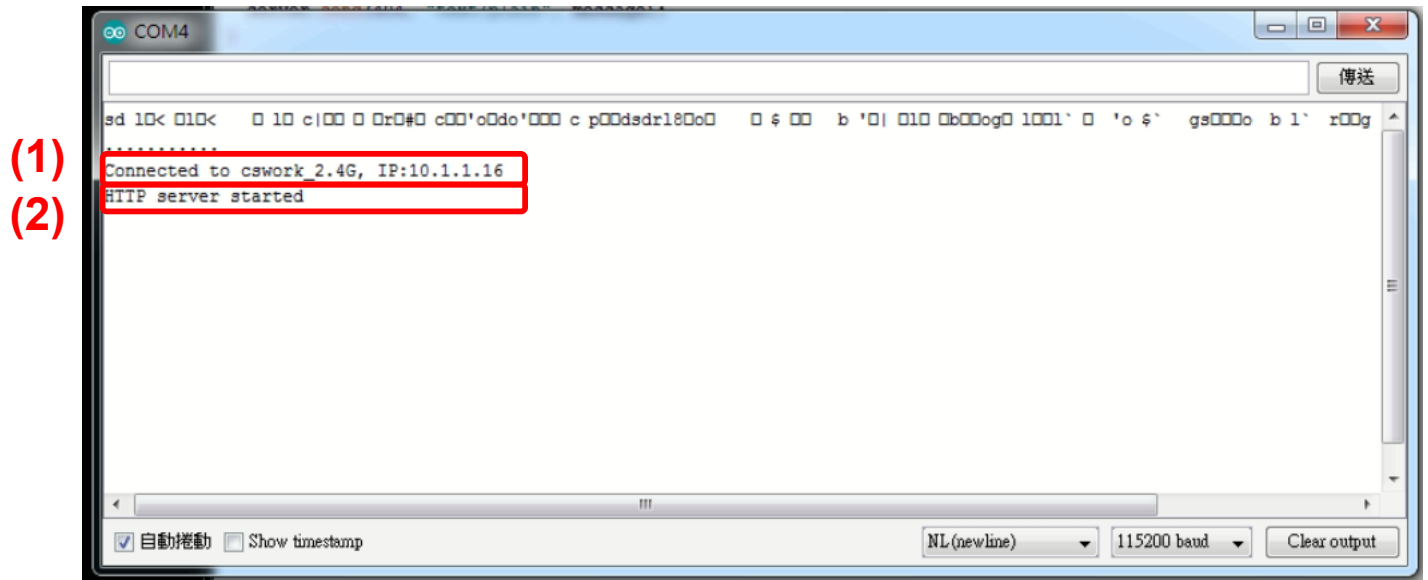 COM4
傳送
...........
(1)
Connected to cswork_2.4G, IP:10.1.1.16
(2)
HTTP server started
自動捲動
Show timestamp
NL(newline)
115200 baud
Clear output